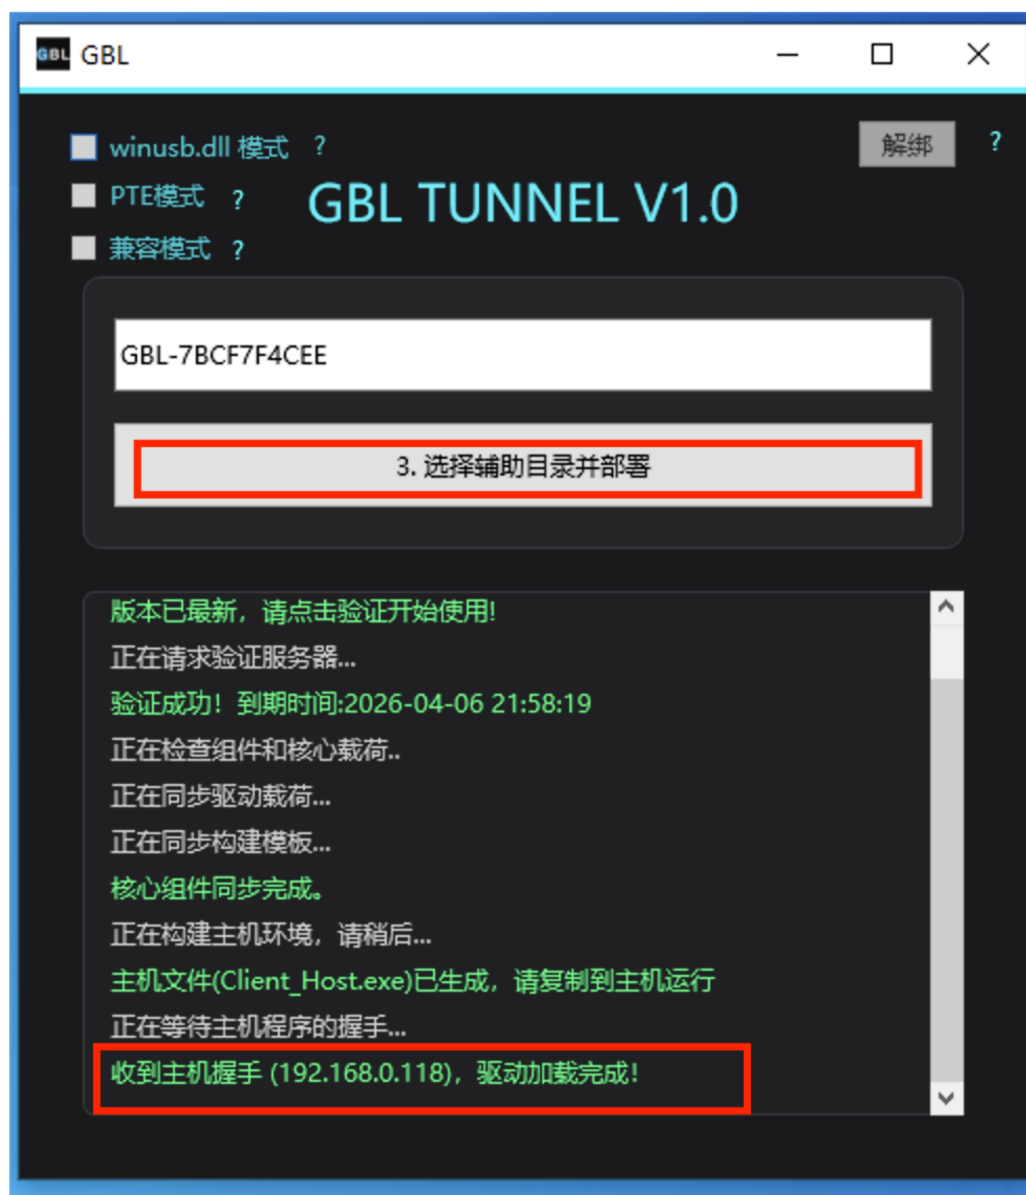 GBL GBL
winusb.dll 模式 ?
解绑 ?
PTE模式 ?
GBL TUNNEL V1.0
兼容模式 ?
GBL-7BCF7F4CEE
3. 选择辅助目录并部署
版本已最新，请点击验证开始使用!
正在请求验证服务器...
验证成功！到期时间:2026-04-06 21:58:19
正在检查组件和核心载荷..
正在同步驱动载荷...
正在同步构建模板...
核心组件同步完成。
正在构建主机环境，请稍后...
主机文件(Client_Host.exe)已生成，请复制到主机运行
正在等待主机程序的握手...
收到主机握手 (192.168.0.118)，驱动加载完成！